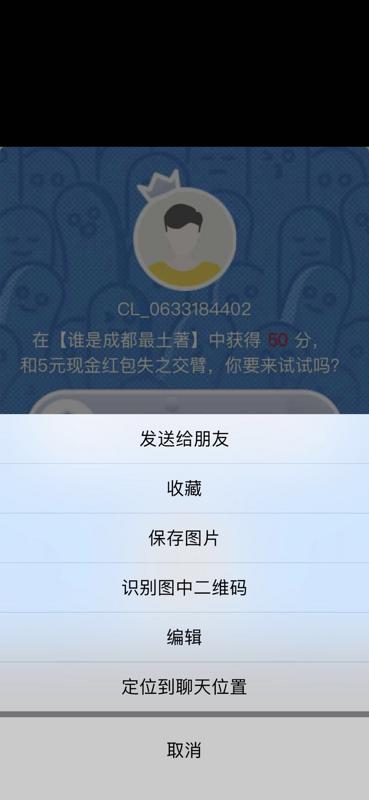 CL_0633184402
在【谁是成都最土著】中获得 50 分，
和5元现金红包失之交臂，你要来试试吗？
发送给朋友
收藏
保存图片
识别图中二维码
编辑
定位到聊天位置
取消